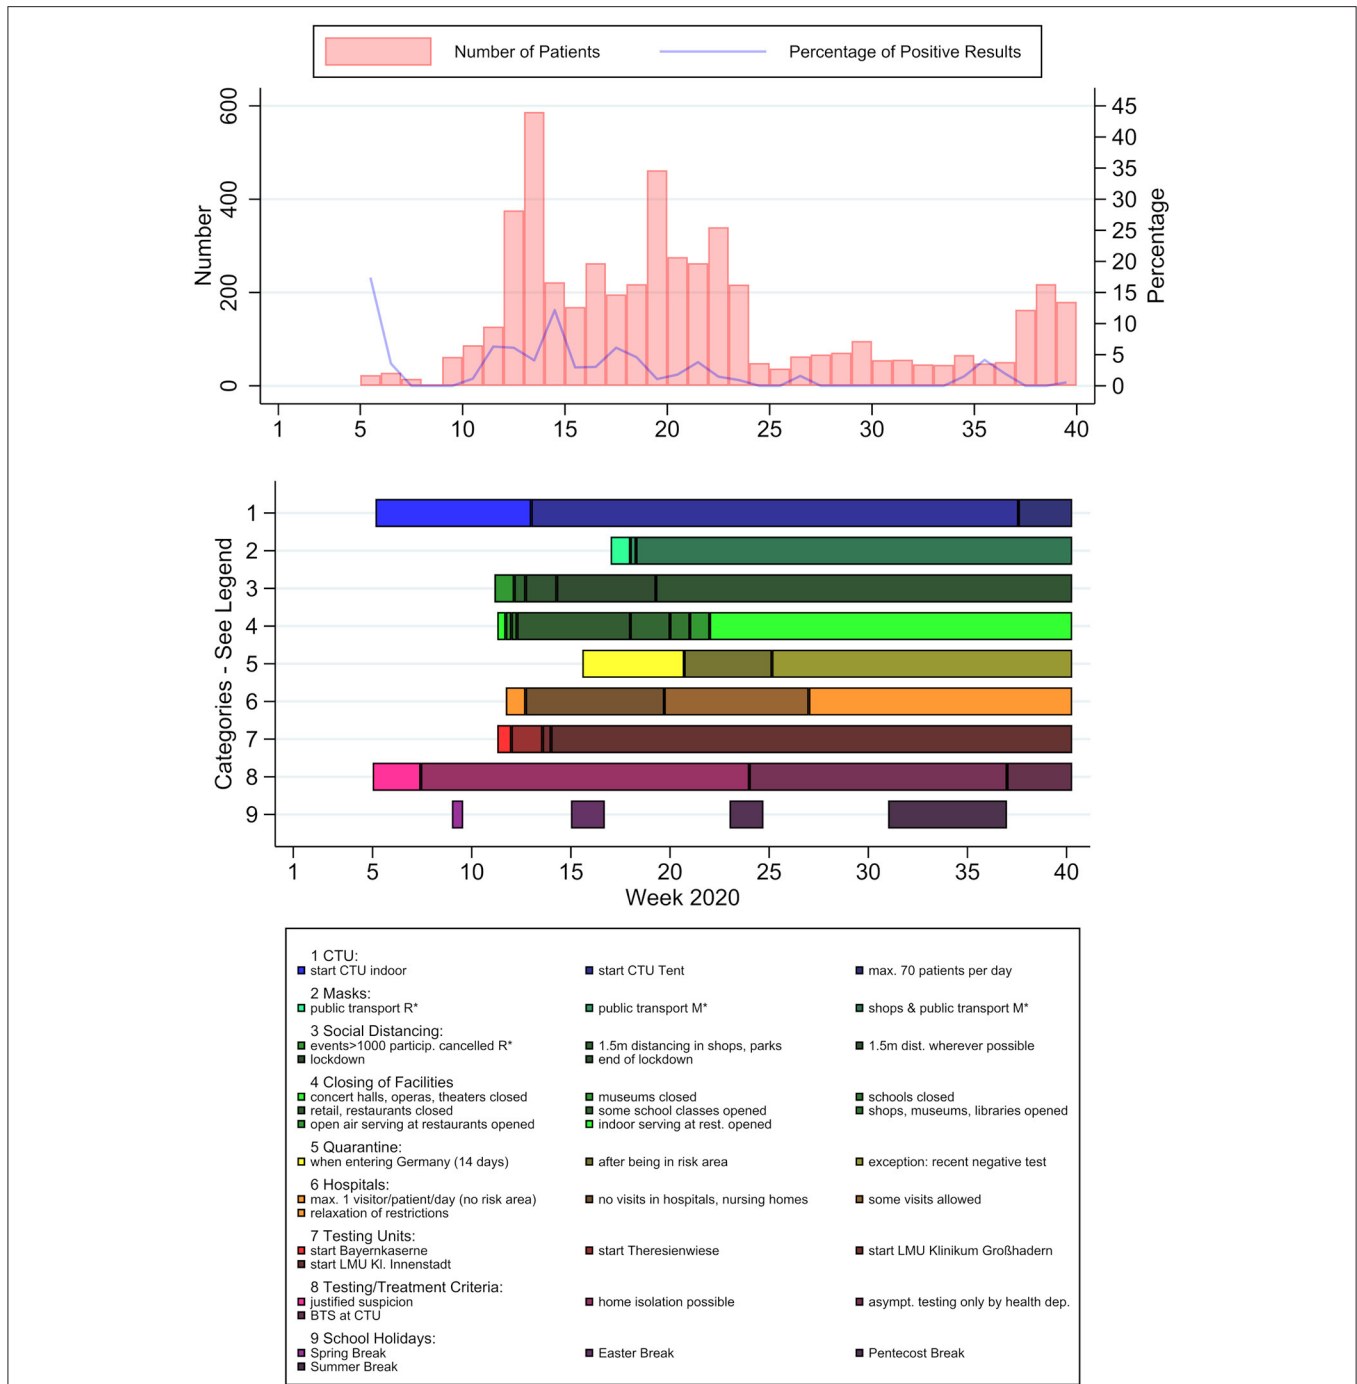 Number of Patients Percentage of Positive Results
600
400
200
0
Number
45
40
35
30
25
20
15
10
5
0
Percentage
1 5 10 15 20 25 30 35 40
Categories - See Legend
1
2
3
4
5
6
7
8
9
1 5 10 15 20 25 30 35 40
Week 2020
1 CTU:
start CTU indoor start CTU Tent max. 70 patients per day
2 Masks:
public transport R* public transport M* shops & public transport M*
3 Social Distancing:
events>1000 particip. cancelled R* 1.5m distancing in shops, parks 1.5m dist. wherever possible
lockdown end of lockdown
4 Closing of Facilities
concert halls, operas, theaters closed museums closed schools closed
retail, restaurants closed some school classes opened shops, museums, libraries opened
open air serving at restaurants opened indoor serving at rest. opened
5 Quarantine:
when entering Germany (14 days) after being in risk area exception: recent negative test
6 Hospitals:
max. 1 visitor/patient/day (no risk area) no visits in hospitals, nursing homes some visits allowed
relaxation of restrictions
7 Testing Units:
start Bayernkaserne start Theresienwiese start LMU Klinikum Großhadern
start LMU Kl. Innenstadt
8 Testing/Treatment Criteria:
justified suspicion home isolation possible asympt. testing only by health dep.
BTS at CTU
9 School Holidays:
Spring Break Easter Break Pentecost Break
Summer Break